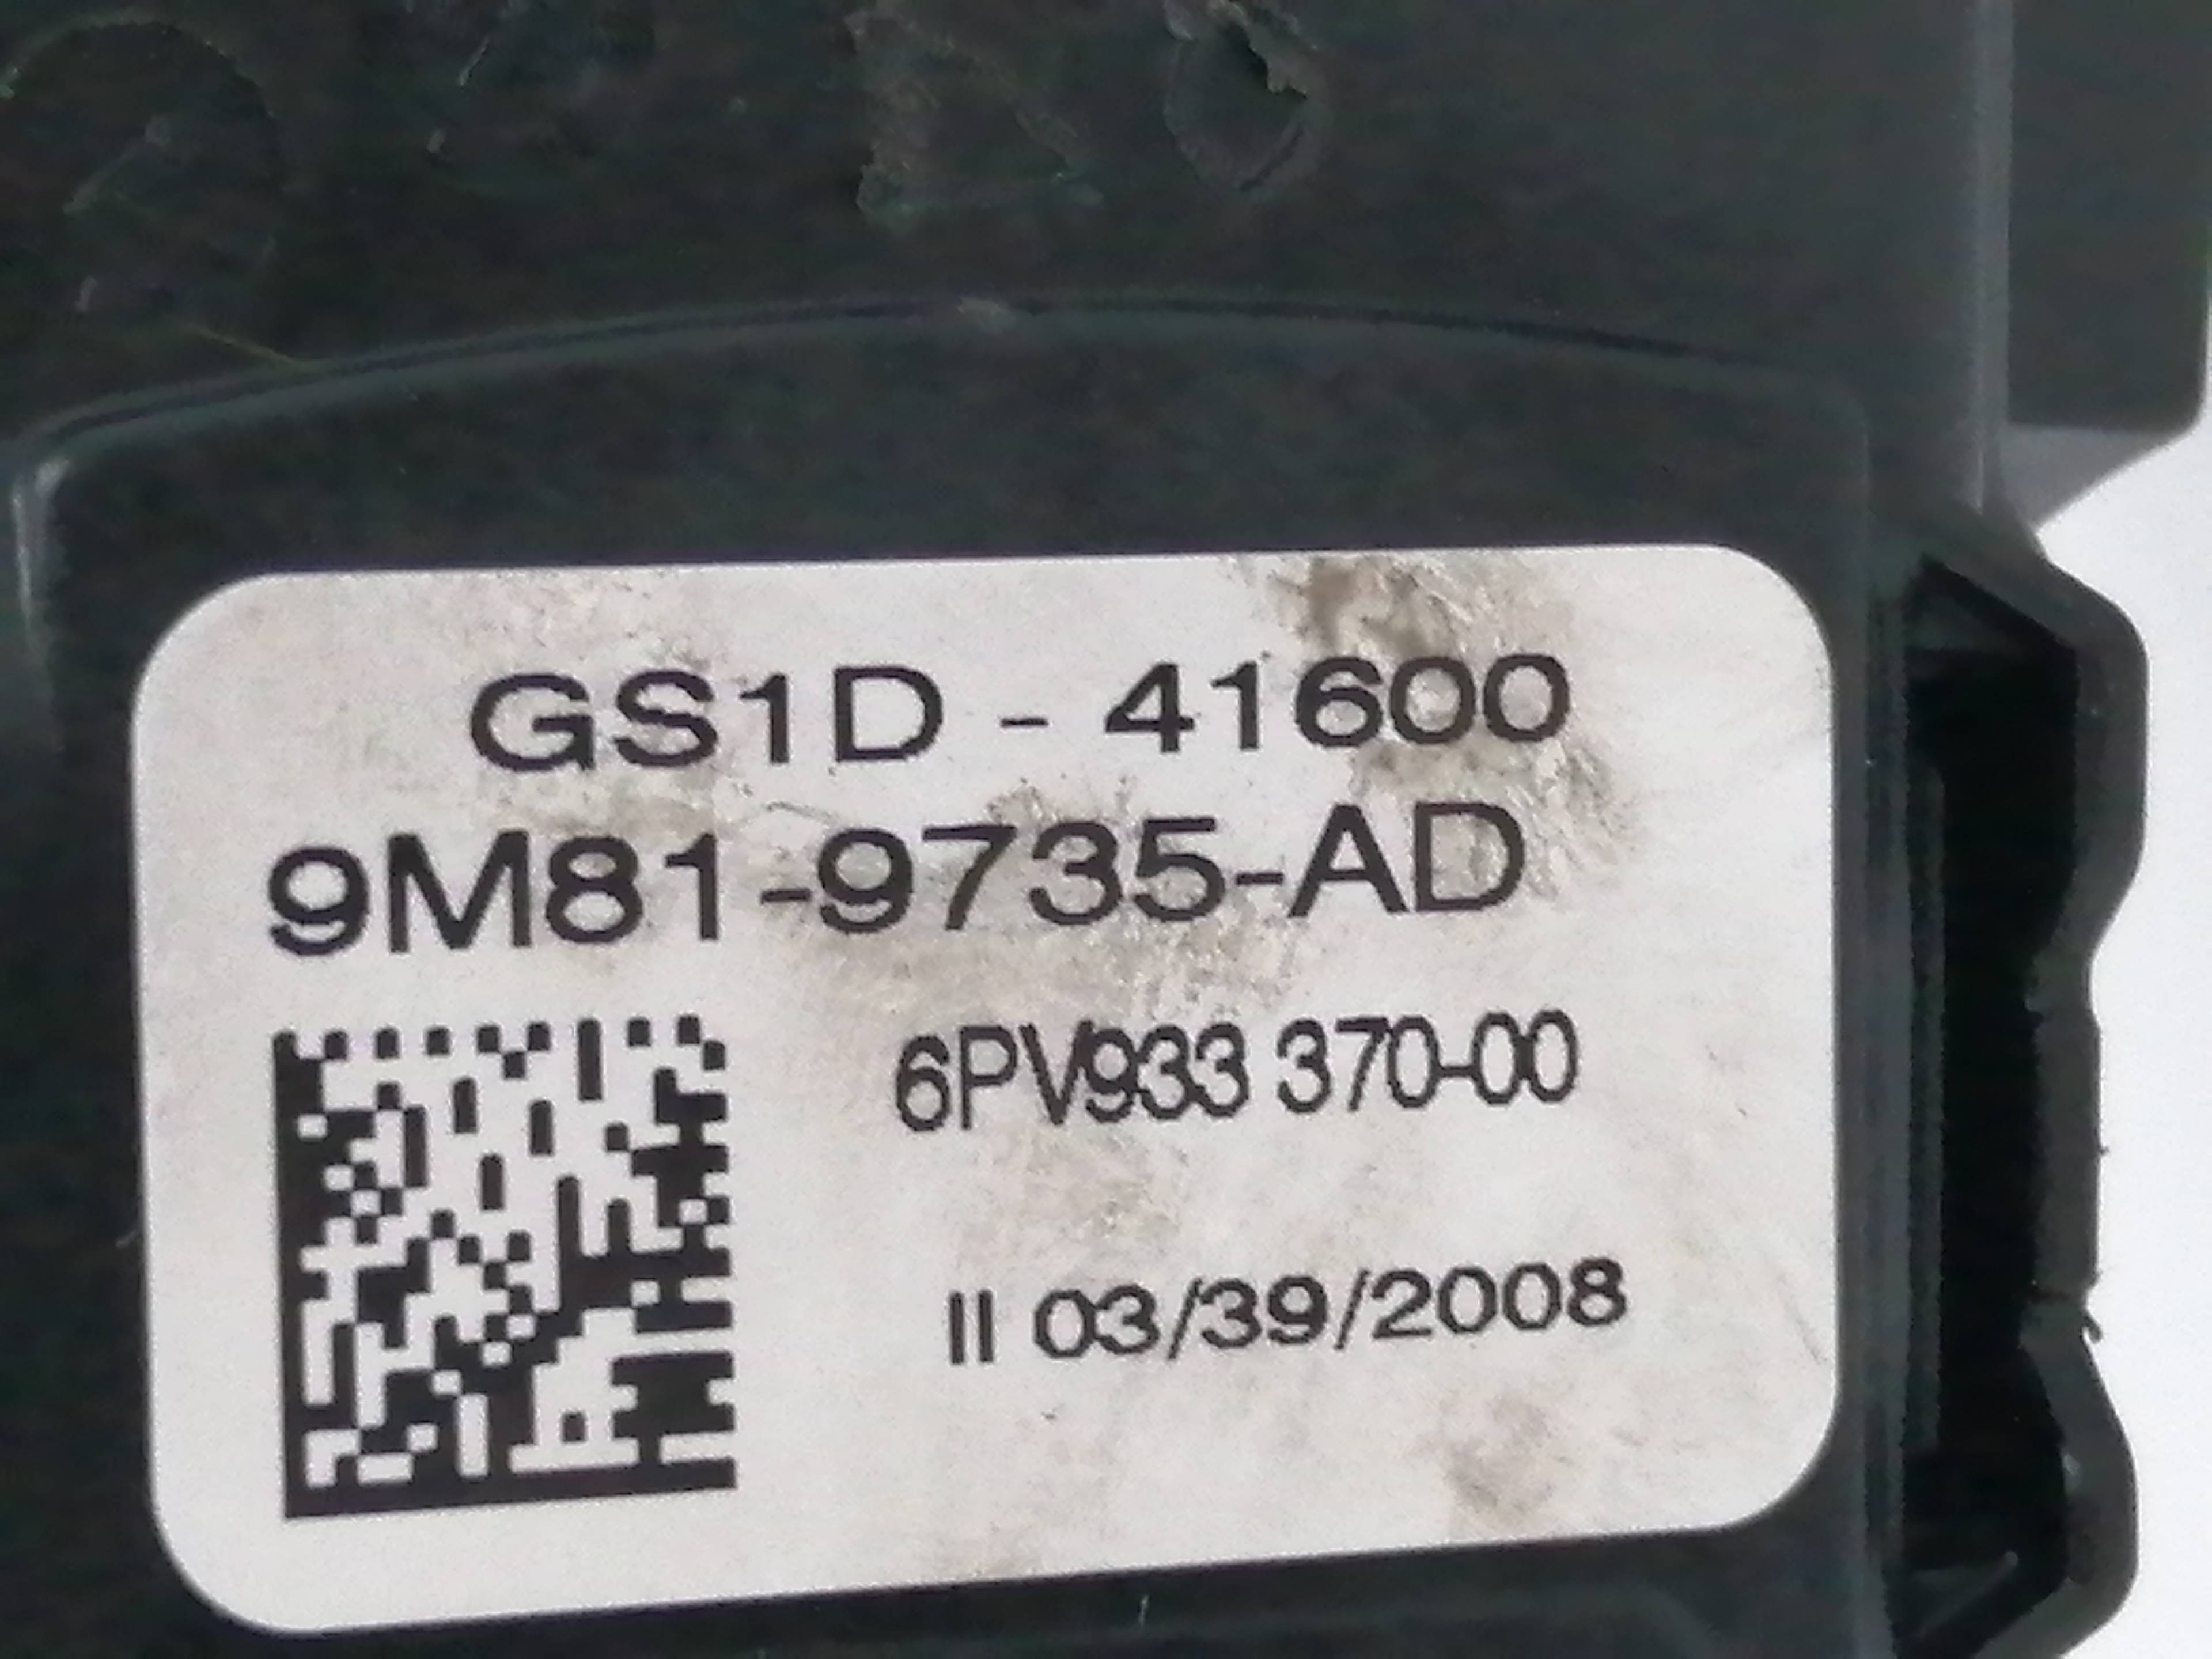 GS1D - 41600
9M81-9735-AD
6PV933 370-00
II 03/39/2008